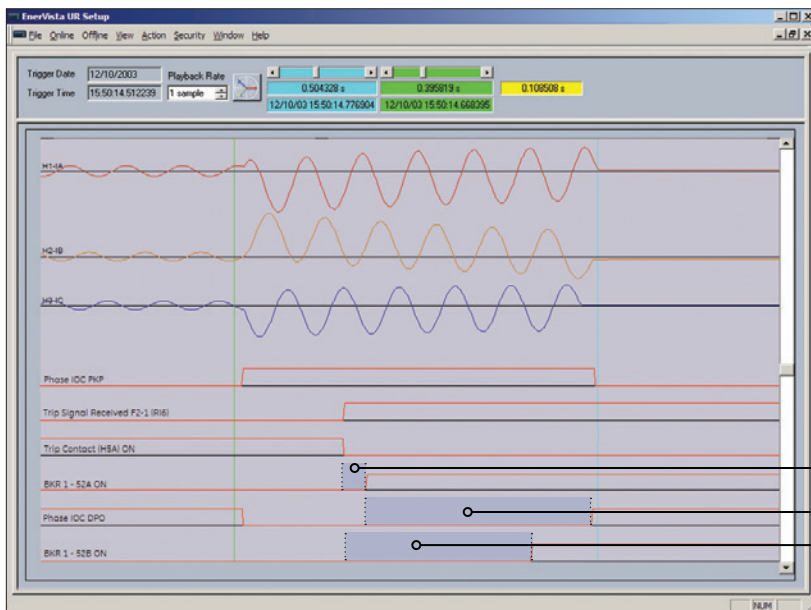 EnerVista UR Setup
File Online Offline View Action Security Window Help
Trigger Date 12/10/2003 Playback Rate
Trigger Time 15:50:14.512239 1 sample
0.504328 s 0.395819 s 0.108508 s
12/10/03 15:50:14.776904 12/10/03 15:50:14.668395
H1-IA
H2-IB
H3-IC
Phase IOC PKP
Trip Signal Received F2-1 (RI6)
Trip Contact (H5A) ON
BKR 1 - 52A ON
Phase IOC DPO
BKR 1 - 52B ON
NUM